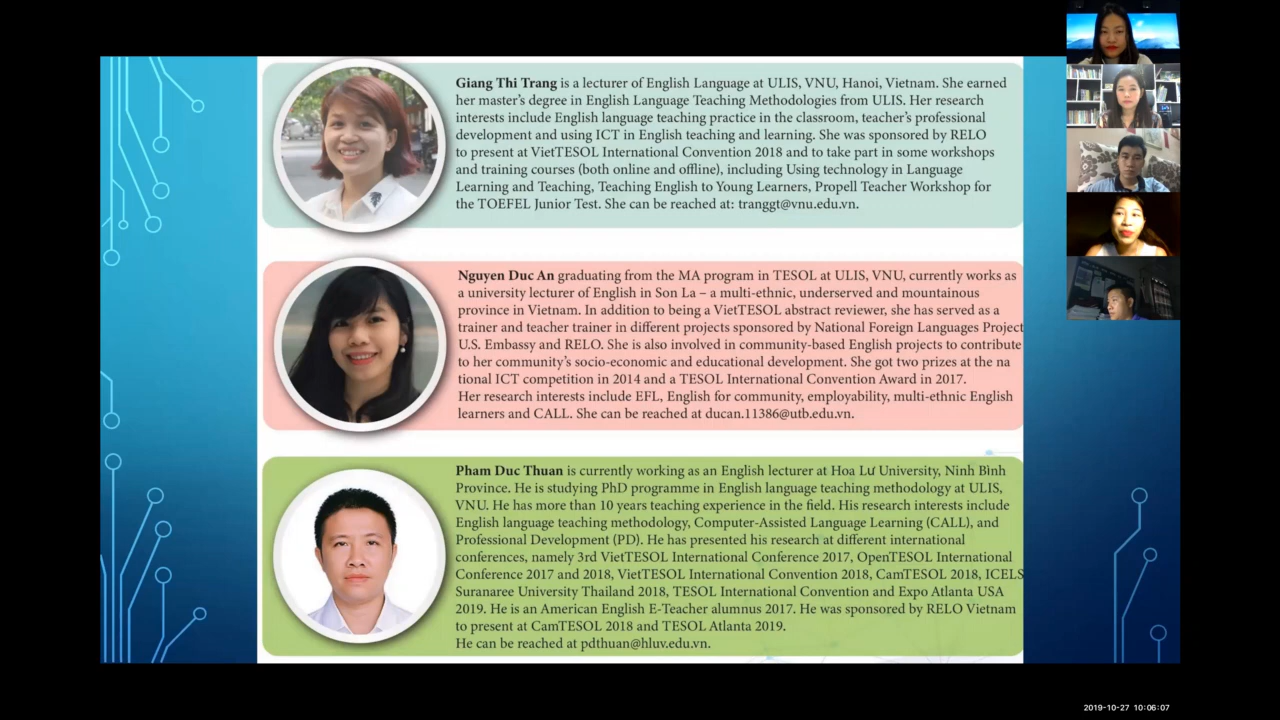 Giang Thi Trang is a lecturer of English Language at ULIS, VNU, Hanoi, Vietnam. She earned
her master's degree in English Language Teaching Methodologies from ULIS. Her research
interests include English language teaching practice in the classroom, teacher's professional
development and using ICT in English teaching and learning. She was sponsored by RELO
to present at VietTESOL International Convention 2018 and to take part in some workshops
and training courses (both online and offline), including Using technology in Language
Learning and Teaching, Teaching English to Young Learners, Propell Teacher Workshop for
the TOEFEL Junior Test. She can be reached at: tranggt@vnu.edu.vn.
Nguyen Duc An graduating from the MA program in TESOL at ULIS, VNU, currently works as
a university lecturer of English in Son La – a multi-ethnic, underserved and mountainous
province in Vietnam. In addition to being a VietTESOL abstract reviewer, she has served as a
trainer and teacher trainer in different projects sponsored by National Foreign Languages Project
U.S. Embassy and RELO. She is also involved in community-based English projects to contribute
to her community's socio-economic and educational development. She got two prizes at the na
tional ICT competition in 2014 and a TESOL International Convention Award in 2017.
Her research interests include EFL, English for community, employability, multi-ethnic English
learners and CALL. She can be reached at ducan.11386@utb.edu.vn.
Pham Duc Thuan is currently working as an English lecturer at Hoa Lư University, Ninh Bình
Province. He is studying PhD programme in English language teaching methodology at ULIS,
VNU. He has more than 10 years teaching experience in the field. His research interests include
English language teaching methodology, Computer-Assisted Language Learning (CALL), and
Professional Development (PD). He has presented his research at different international
conferences, namely 3rd VietTESOL International Conference 2017, OpenTESOL International
Conference 2017 and 2018, VietTESOL International Convention 2018, CamTESOL 2018, ICELS
Suranaree University Thailand 2018, TESOL International Convention and Expo Atlanta USA
2019. He is an American English E-Teacher alumnus 2017. He was sponsored by RELO Vietnam
to present at CamTESOL 2018 and TESOL Atlanta 2019.
He can be reached at pdthuan@hluv.edu.vn.
2019-10-27 10:06:07